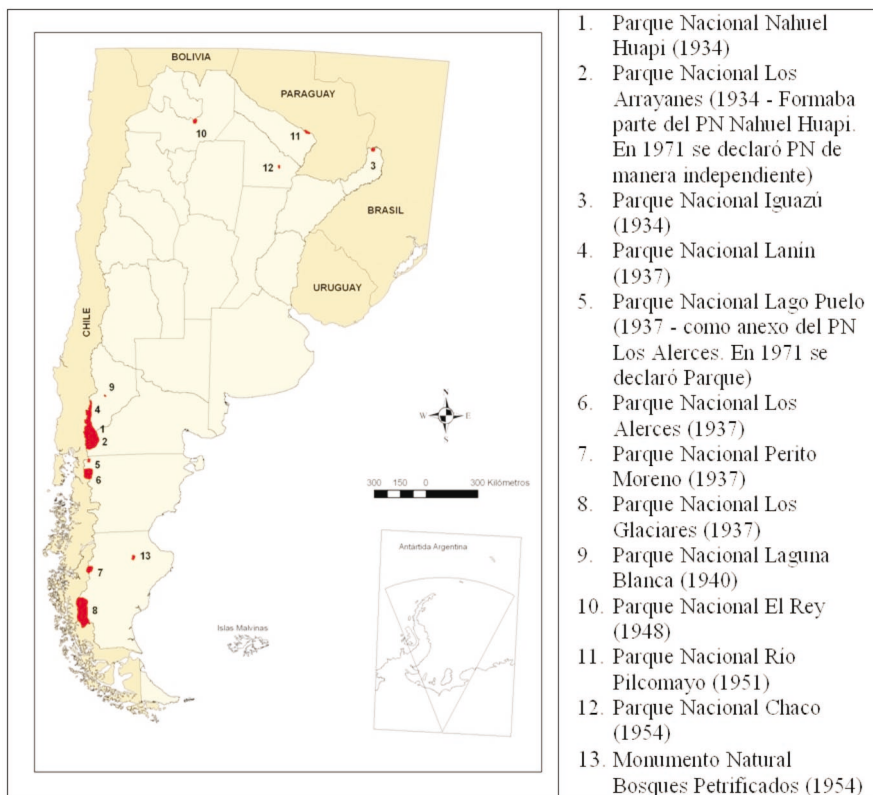 BOLIVIA
PARAGUAY
10
11
12
3
BRASIL
URUGUAY
CHILE
9
4
1
2
N
W E
S
5
6
300 150 0 300 Kilómetros
13
Antartida Argentina
7
8
Islas Malvinas
1. Parque Nacional Nahuel
Huapi (1934)
2. Parque Nacional Los
Arrayanes (1934 - Formaba
parte del PN Nahuel Huapi.
En 1971 se declaró PN de
manera independiente)
3. Parque Nacional Iguazú
(1934)
4. Parque Nacional Lanín
(1937)
5. Parque Nacional Lago Puelo
(1937 - como anexo del PN
Los Alerces. En 1971 se
declaró Parque)
6. Parque Nacional Los
Alerces (1937)
7. Parque Nacional Perito
Moreno (1937)
8. Parque Nacional Los
Glaciares (1937)
9. Parque Nacional Laguna
Blanca (1940)
10. Parque Nacional El Rey
(1948)
11. Parque Nacional Río
Pilcomayo (1951)
12. Parque Nacional Chaco
(1954)
13. Monumento Natural
Bosques Petrificados (1954)